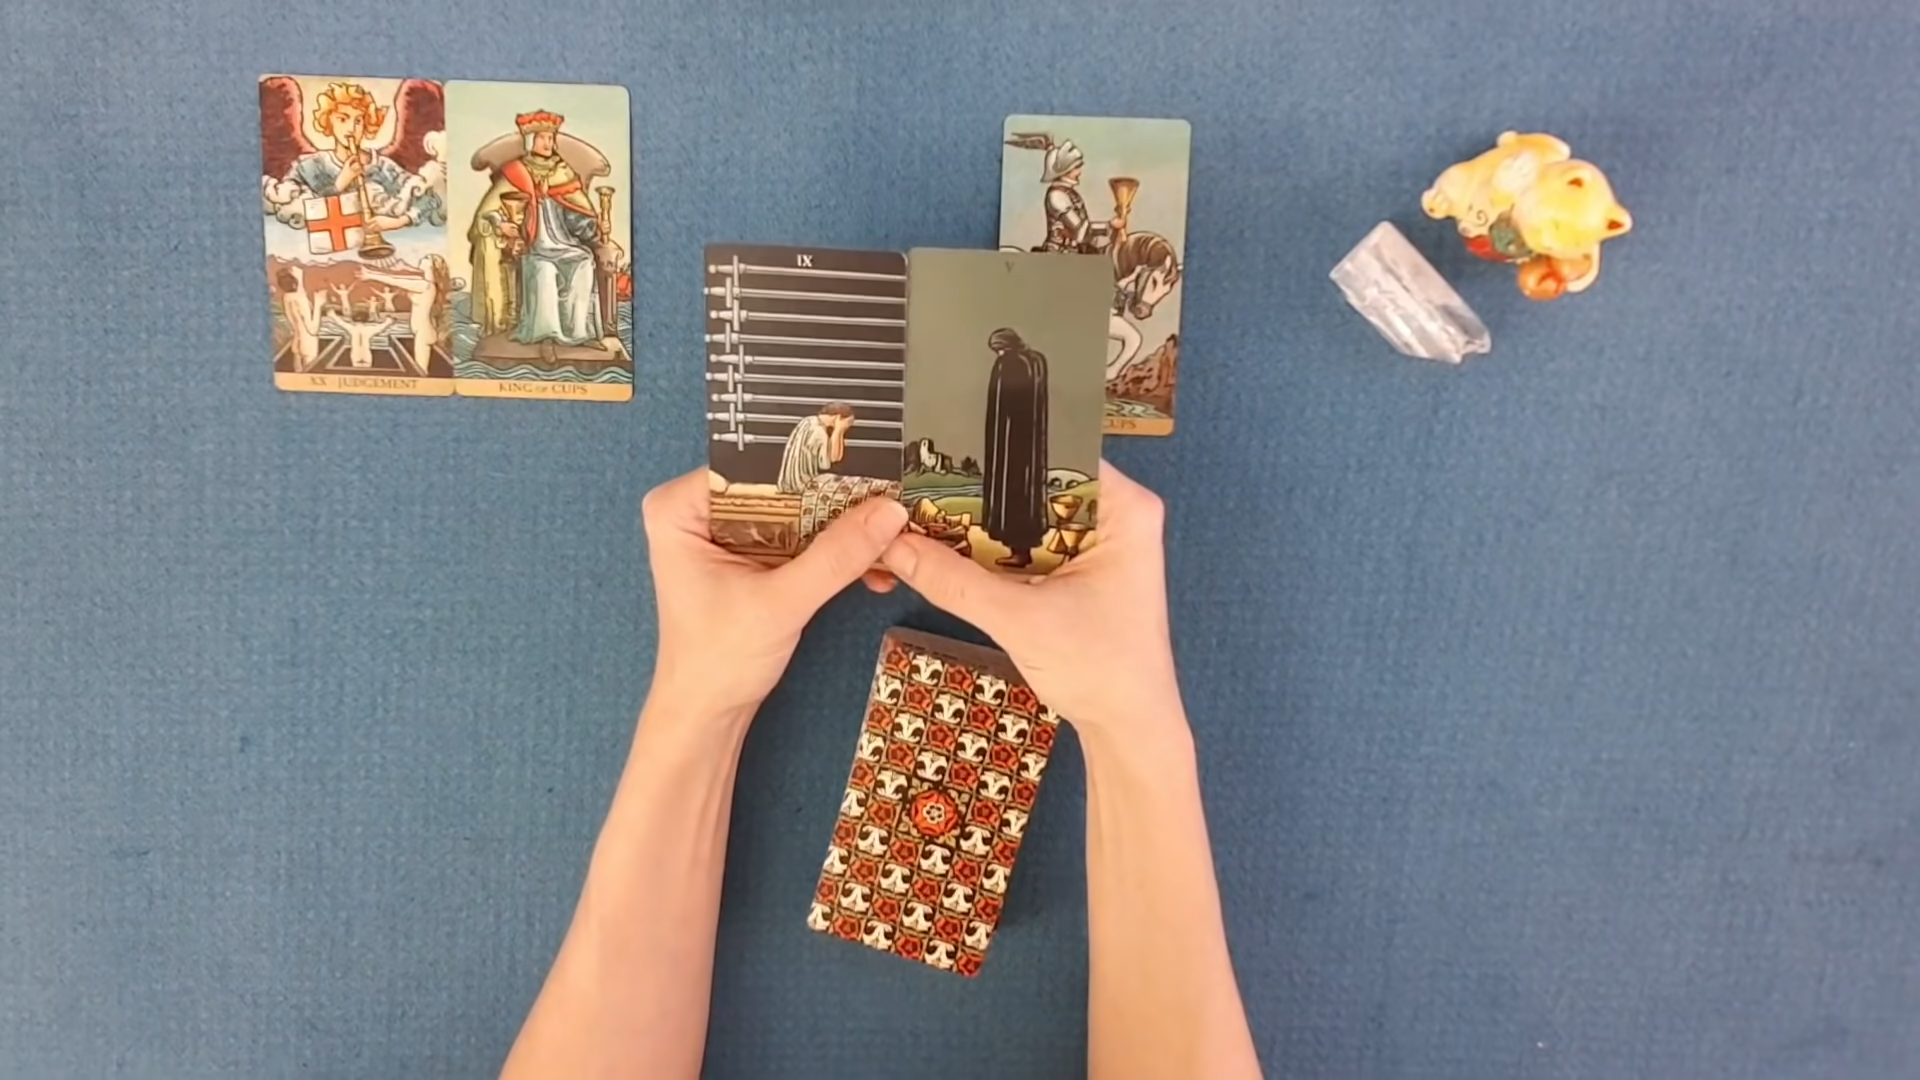 XX - JUDGEMENT
KING OF CUPS
CUPS
IX
V